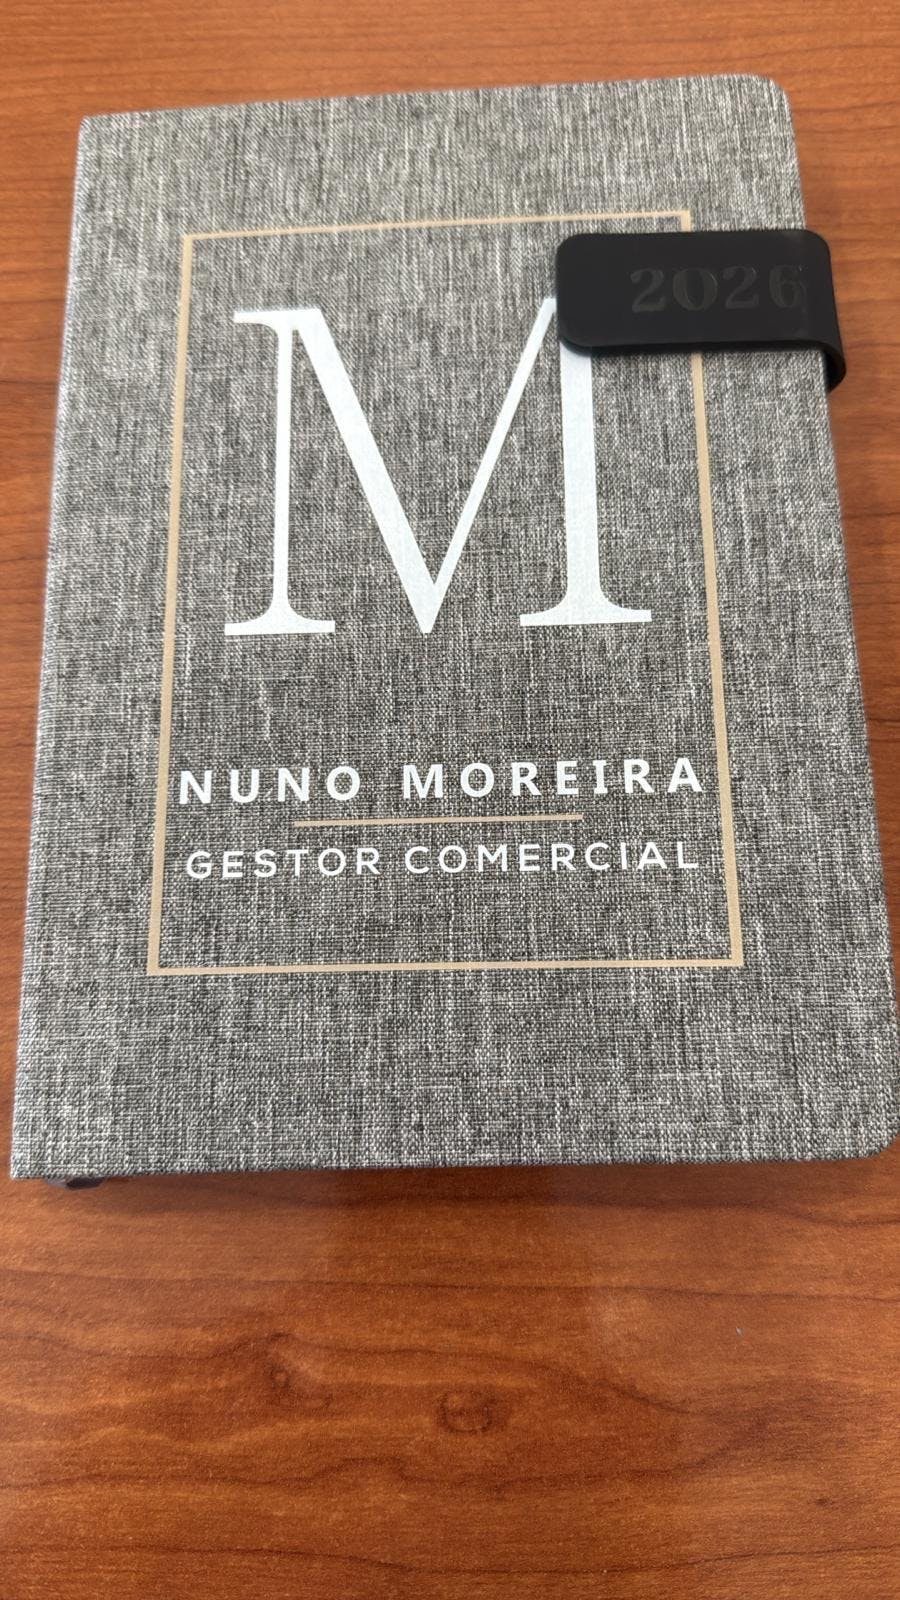 2026
M
NUNO MOREIRA
GESTOR COMERCIAL